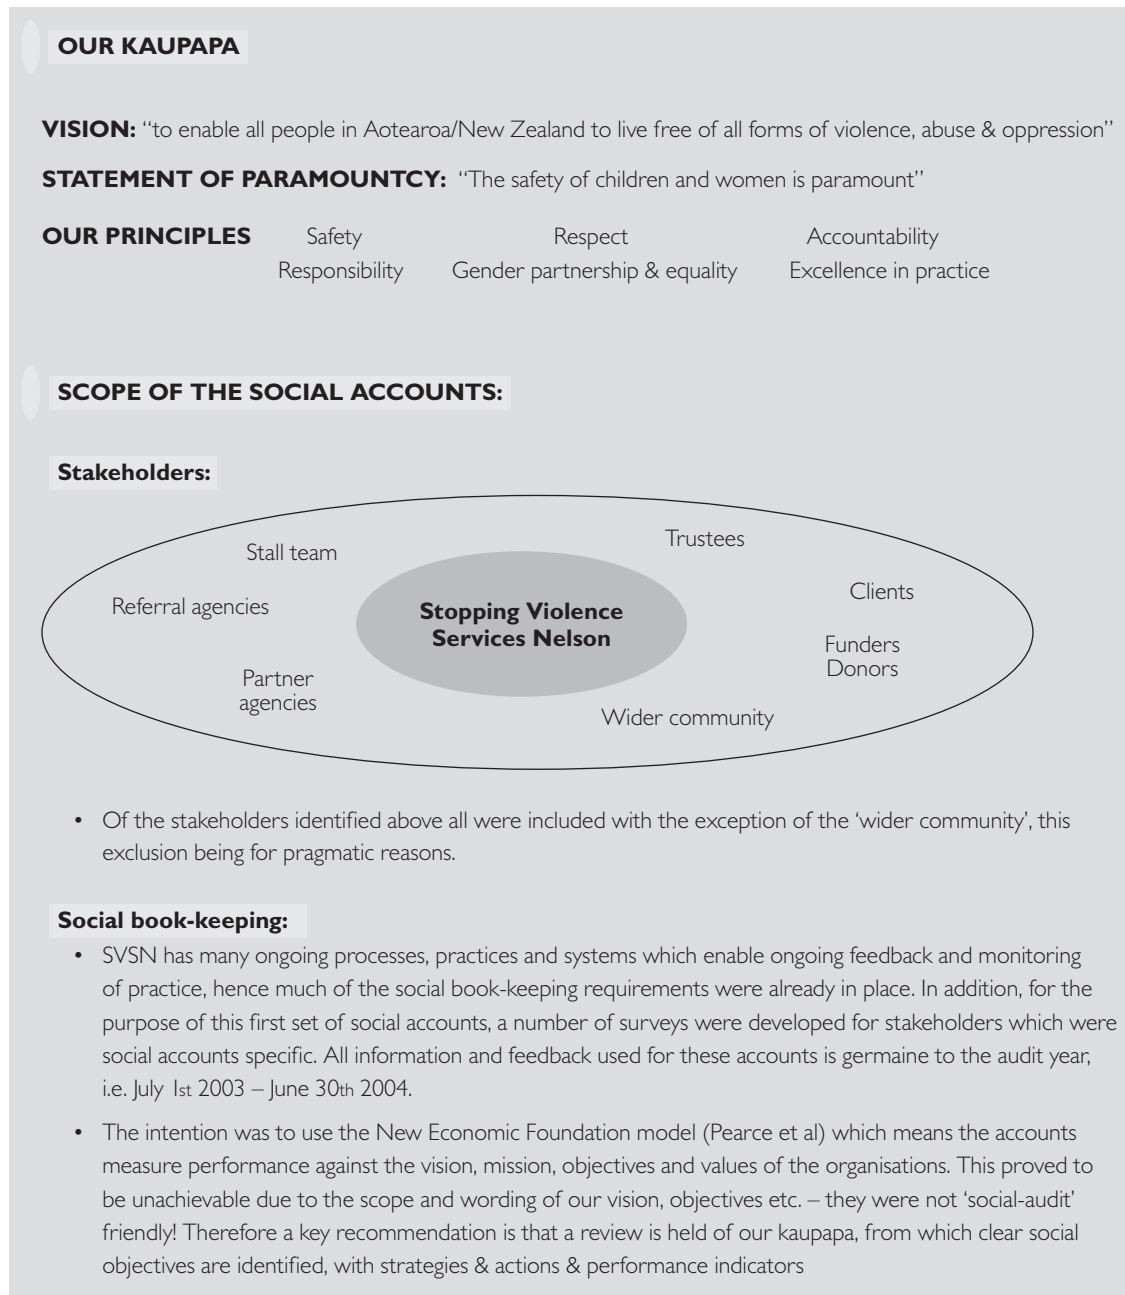 OUR KAUPAPA
VISION: “to enable all people in Aotearoa/New Zealand to live free of all forms of violence, abuse & oppression”
STATEMENT OF PARAMOUNTCY: “The safety of children and women is paramount”
OUR PRINCIPLES Safety Respect Accountability
Responsibility Gender partnership & equality Excellence in practice
SCOPE OF THE SOCIAL ACCOUNTS:
Stakeholders:
Stall team
Trustees
Referral agencies
Clients
Stopping Violence
Services Nelson
Funders
Donors
Partner
agencies
Wider community
• Of the stakeholders identified above all were included with the exception of the ‘wider community’, this
exclusion being for pragmatic reasons.
Social book-keeping:
• SVSN has many ongoing processes, practices and systems which enable ongoing feedback and monitoring
of practice, hence much of the social book-keeping requirements were already in place. In addition, for the
purpose of this first set of social accounts, a number of surveys were developed for stakeholders which were
social accounts specific. All information and feedback used for these accounts is germaine to the audit year,
i.e. July 1st 2003 – June 30th 2004.
• The intention was to use the New Economic Foundation model (Pearce et al) which means the accounts
measure performance against the vision, mission, objectives and values of the organisations. This proved to
be unachievable due to the scope and wording of our vision, objectives etc. – they were not ‘social-audit’
friendly! Therefore a key recommendation is that a review is held of our kaupapa, from which clear social
objectives are identified, with strategies & actions & performance indicators